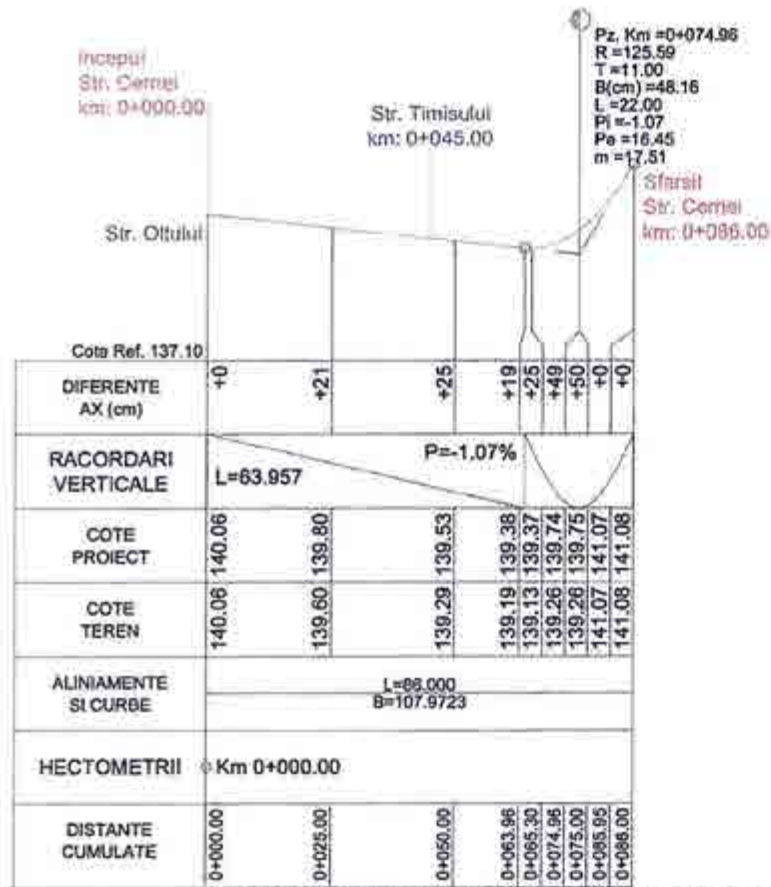 Inceput
Str. Cernei
km: 0+000.00
Str. Timisului
km: 0+045.00
Pz. Km =0+074.96
R =125.59
T =11.00
B(cm) =48.16
L =22.00
Pi =-1.07
Pe =16.45
m =17.51
Sfarsit
Str. Cernei
km: 0+086.00
Str. Oltului
Cota Ref. 137.10
DIFERENTE
AX (cm)
+0 +21 +25 +19 +25 +49 +50 +0 +0
RACORDARI
VERTICALE
L=63.957
P=-1.07%
COTE
PROIECT
140.06 139.80 139.53 139.38 139.37 139.74 139.75 141.07 141.08
COTE
TEREN
140.06 139.60 139.29 139.19 139.13 139.26 139.26 141.07 141.08
ALINIAMENTE
SI CURBE
L=86.000
B=107.9723
HECTOMETRII
Km 0+000.00
DISTANTE
CUMULATE
0+000.00 0+025.00 0+050.00 0+063.96 0+065.30 0+074.96 0+075.00 0+085.95 0+086.00